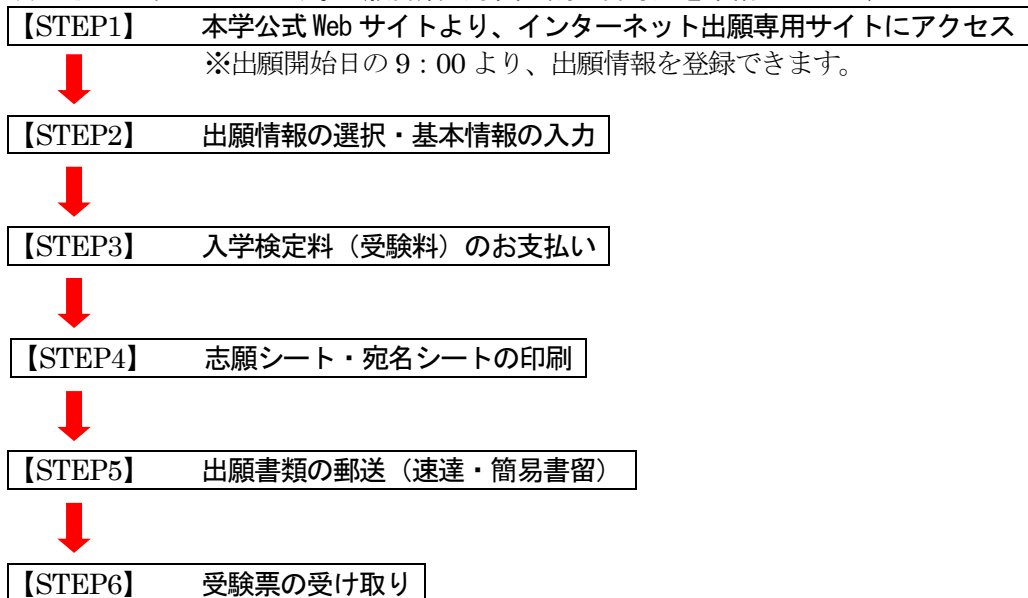 【STEP1】 本学公式 Web サイトより、インターネット出願専用サイトにアクセス
※出願開始日の 9：00 より、出願情報を登録できます。
【STEP2】 出願情報の選択・基本情報の入力
【STEP3】 入学検定料（受験料）のお支払い
【STEP4】 志願シート・宛名シートの印刷
【STEP5】 出願書類の郵送（速達・簡易書留）
【STEP6】 受験票の受け取り